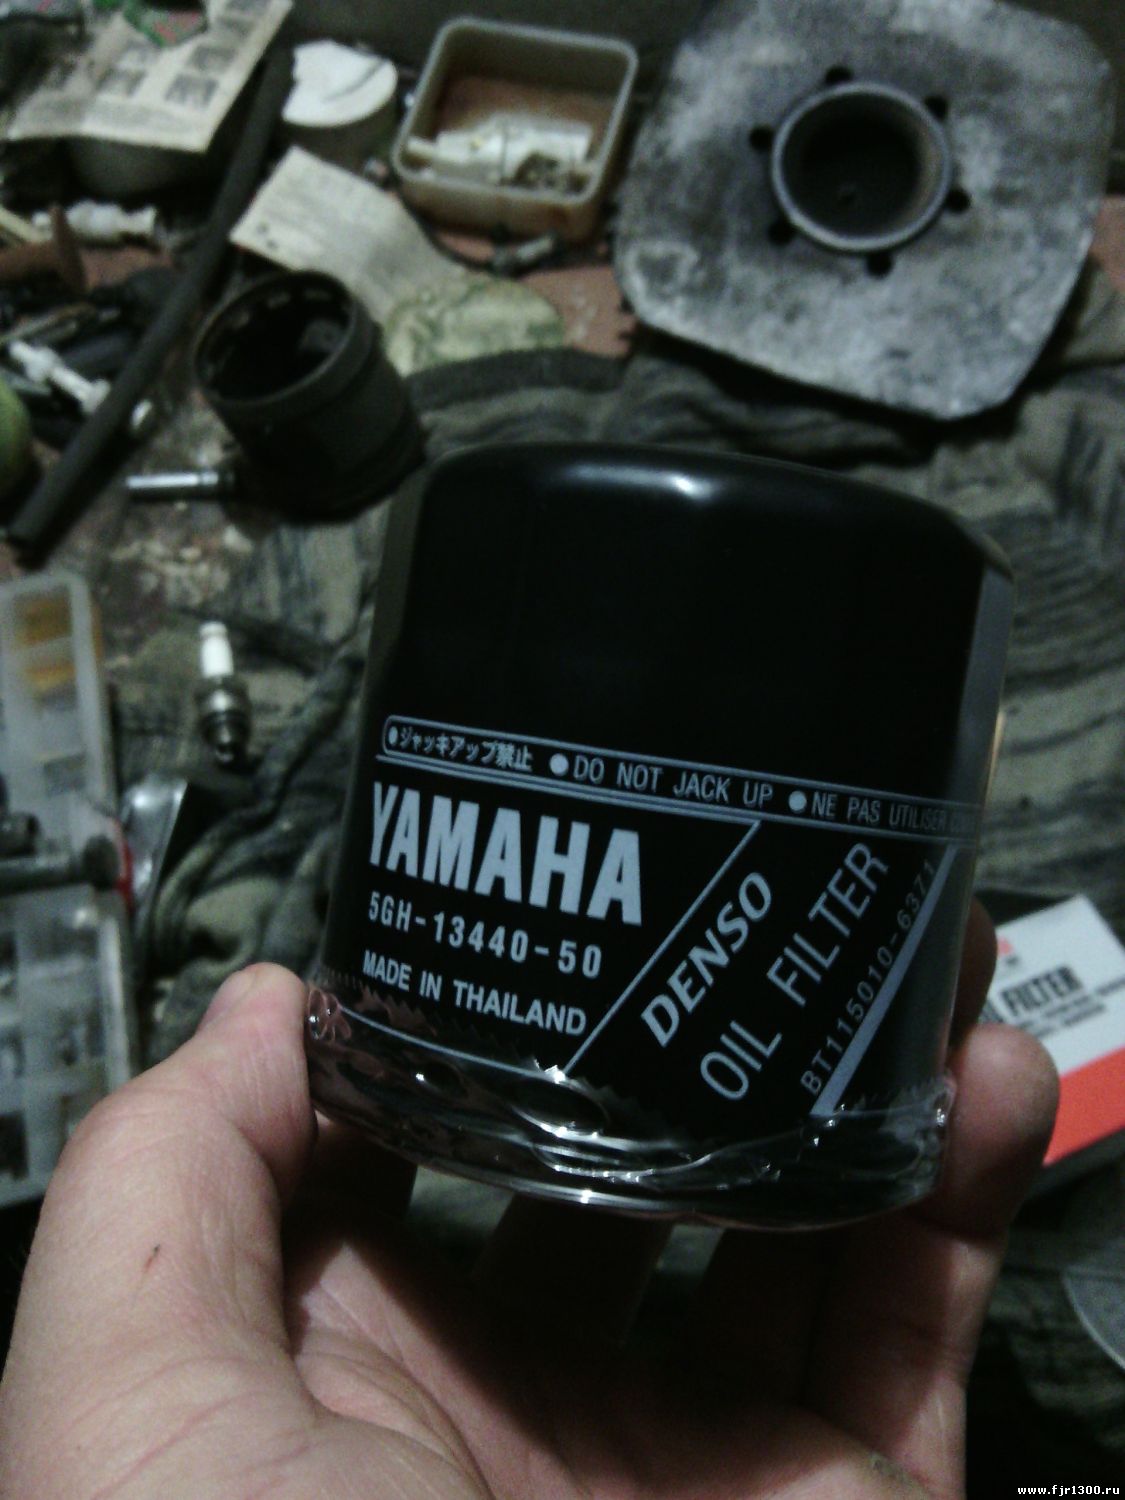 ●ジャッキアップ禁止 ●DO NOT JACK UP ●NE PAS UTILISER
YAMAHA
5GH-13440-50
MADE IN THAILAND
DENSO
OIL FILTER
BT115010-6371
FILTER
www.fjr1300.ru